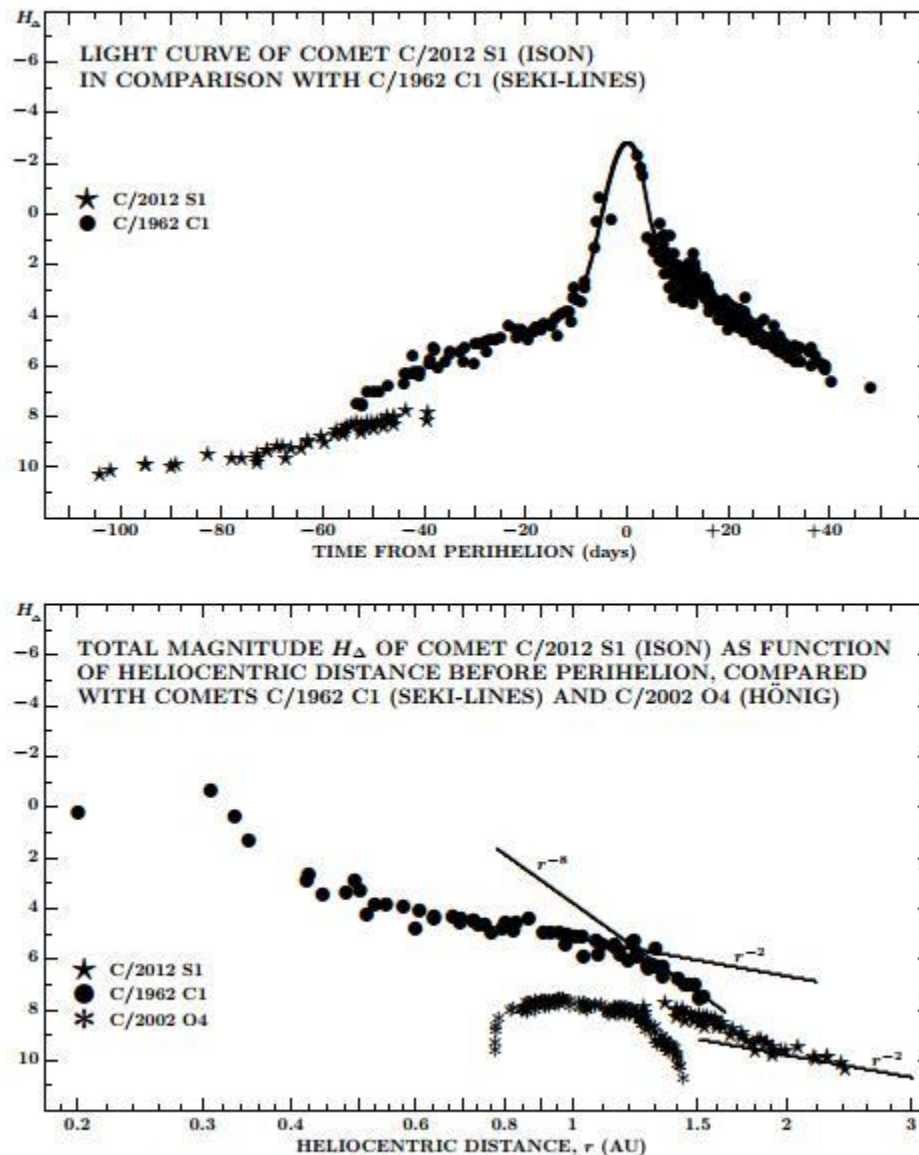 H_Δ
LIGHT CURVE OF COMET C/2012 S1 (ISON)
IN COMPARISON WITH C/1962 C1 (SEKI-LINES)
−6
−4
−2
0
2
4
6
8
10
★ C/2012 S1
● C/1962 C1
−100 −80 −60 −40 −20 0 +20 +40
TIME FROM PERIHELION (days)
H_Δ
TOTAL MAGNITUDE H_Δ OF COMET C/2012 S1 (ISON) AS FUNCTION
OF HELIOCENTRIC DISTANCE BEFORE PERIHELION, COMPARED
WITH COMETS C/1962 C1 (SEKI-LINES) AND C/2002 O4 (HÖNIG)
−6
−4
−2
0
2
4
6
8
10
r⁻⁸
r⁻²
r⁻²
★ C/2012 S1
● C/1962 C1
✳ C/2002 O4
0.2 0.3 0.4 0.6 0.8 1 1.5 2 3
HELIOCENTRIC DISTANCE, r (AU)